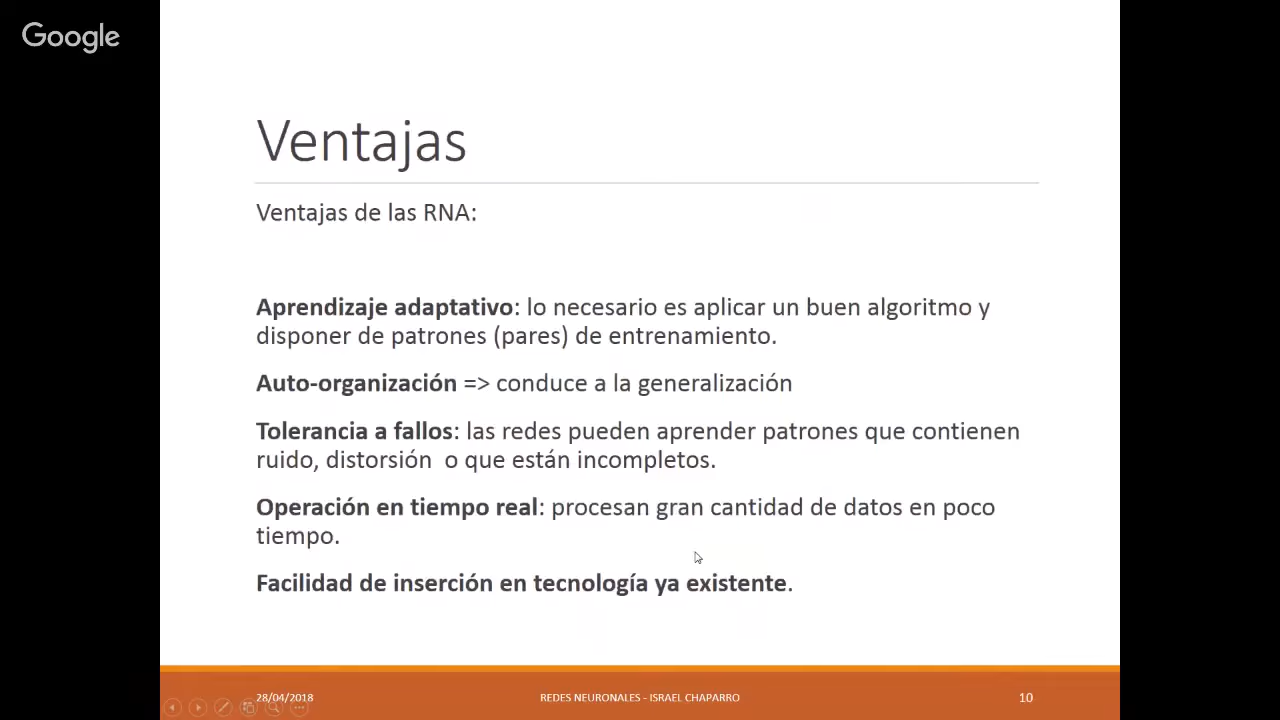 Google
Ventajas
Ventajas de las RNA:
Aprendizaje adaptativo: lo necesario es aplicar un buen algoritmo y
disponer de patrones (pares) de entrenamiento.
Auto-organización => conduce a la generalización
Tolerancia a fallos: las redes pueden aprender patrones que contienen
ruido, distorsión  o que están incompletos.
Operación en tiempo real: procesan gran cantidad de datos en poco
tiempo.
Facilidad de inserción en tecnología ya existente.
28/04/2018
REDES NEURONALES - ISRAEL CHAPARRO
10